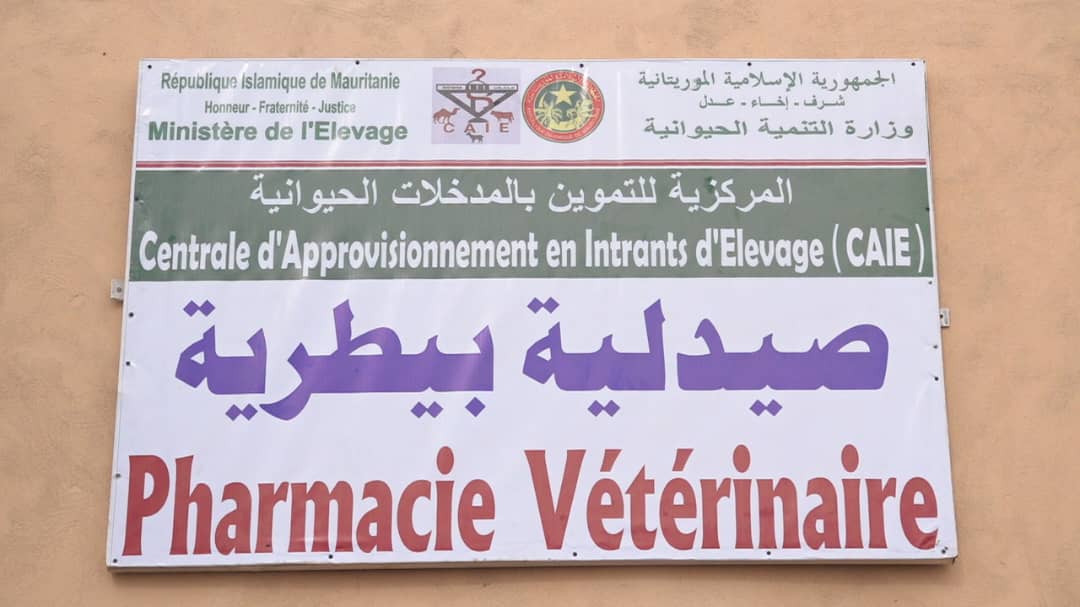 République Islamique de Mauritanie
Honneur - Fraternité - Justice
Ministère de l'Elevage
CAIE
الجمهورية الإسلامية الموريتانية
شرف - إخاء - عدل
وزارة التنمية الحيوانية
المركزية للتموين بالمدخلات الحيوانية
Centrale d'Approvisionnement en Intrants d'Elevage ( CAIE )
صيدلية بيطرية
Pharmacie Vétérinaire